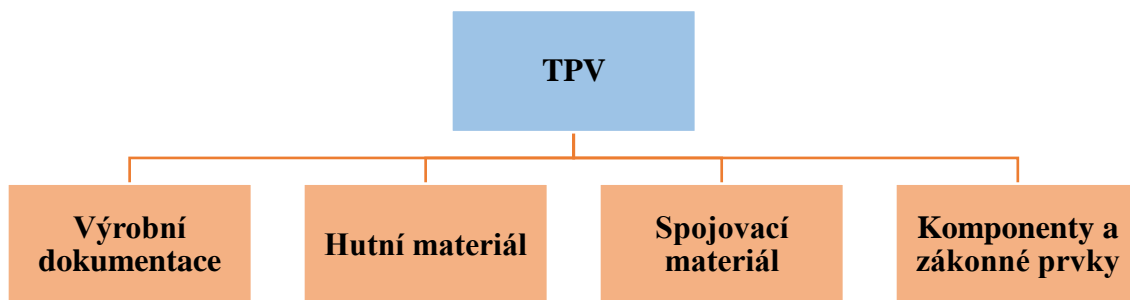 TPV
Výrobní
dokumentace
Hutní materiál
Spojovací
materiál
Komponenty a
zákonné prvky